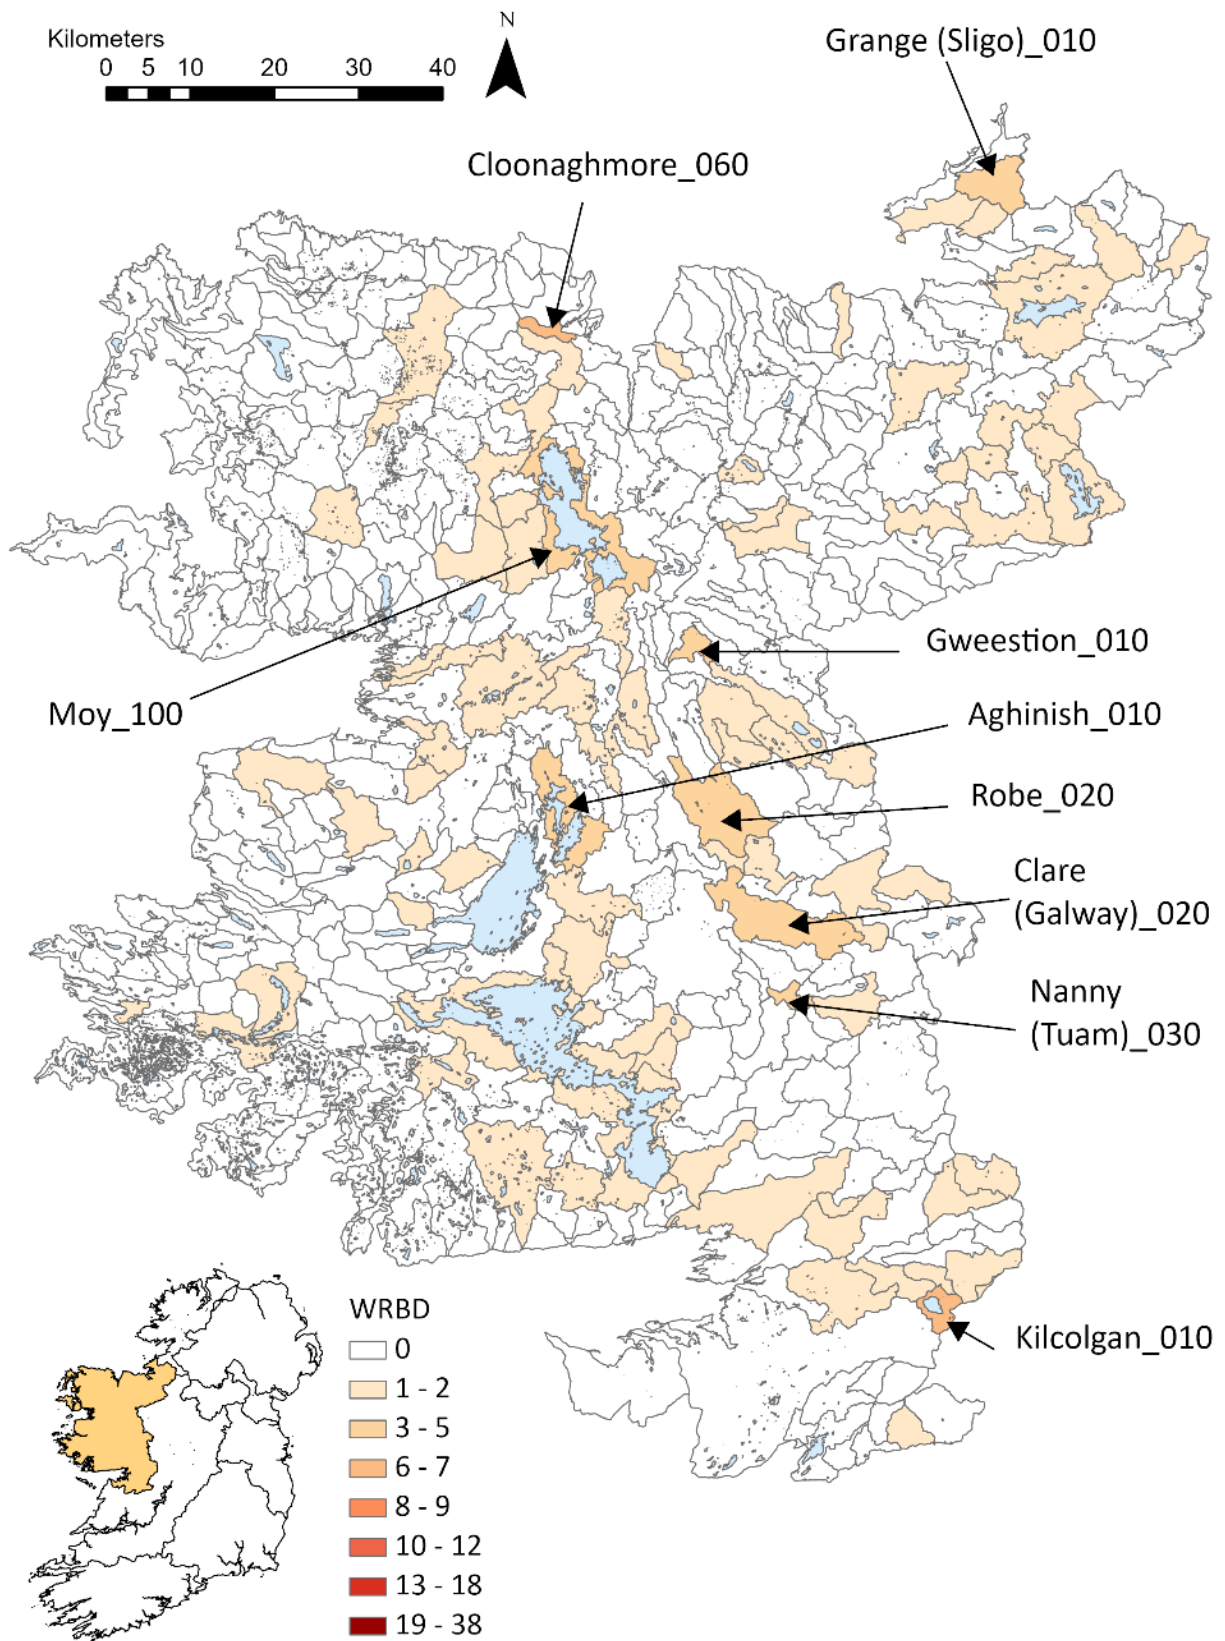 N
Kilometers
0 5 10 20 30 40
Grange (Sligo)_010
Cloonaghmore_060
Gweestion_010
Moy_100
Aghinish_010
Robe_020
Clare
(Galway)_020
Nanny
(Tuam)_030
Kilcolgan_010
WRBD
0
1 - 2
3 - 5
6 - 7
8 - 9
10 - 12
13 - 18
19 - 38